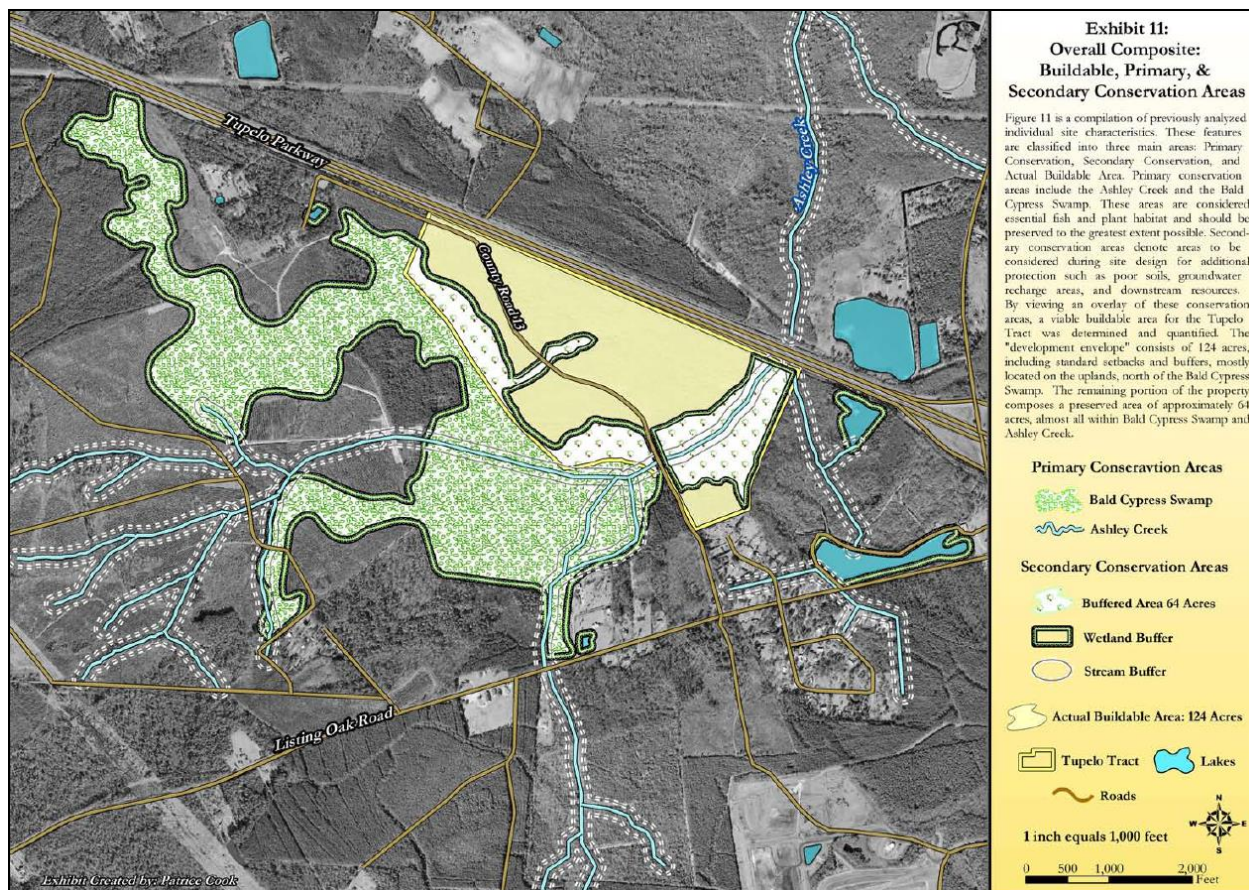 Exhibit 11:
Overall Composite:
Buildable, Primary, &
Secondary Conservation Areas
Figure 11 is a compilation of previously analyzed
individual site characteristics. These features
are classified into three main areas: Primary
Conservation, Secondary Conservation, and
Actual Buildable Area. Primary conservation
areas include the Ashley Creek and the Bald
Cypress Swamp. These areas are considered
essential fish and plant habitat and should be
preserved to the greatest extent possible. Second-
ary conservation areas denote areas to be
considered during site design for additional
protection such as poor soils, groundwater
recharge areas, and downstream resources.
By viewing an overlay of these conservation
areas, a viable buildable area for the Tupelo
Tract was determined and quantified. The
"development envelope" consists of 124 acres,
including standard setbacks and buffers, mostly
located on the uplands, north of the Bald Cypress
Swamp. The remaining portion of the property
composes a preserved area of approximately 64
acres, almost all within Bald Cypress Swamp and
Ashley Creek.
Primary Conseravtion Areas
Bald Cypress Swamp
Ashley Creek
Secondary Conservation Areas
Buffered Area 64 Acres
Wetland Buffer
Stream Buffer
Actual Buildable Area: 124 Acres
Tupelo Tract
Lakes
Roads
1 inch equals 1,000 feet
N
W
E
S
0 500 1,000 2,000
Feet
Tupelo Parkway
Ashley Creek
County Road 13
Listing Oak Road
Exhibit Created by: Patrice Cook